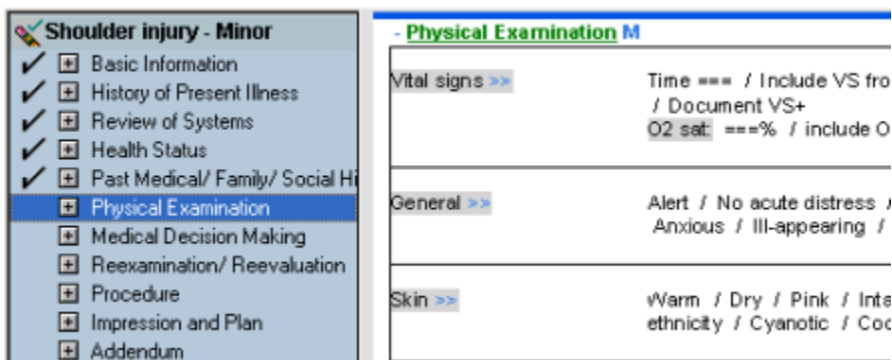 Shoulder injury - Minor
Basic Information
History of Present Illness
Review of Systems
Health Status
Past Medical/ Family/ Social Hi
Physical Examination
Medical Decision Making
Reexamination/ Reevaluation
Procedure
Impression and Plan
Addendum
- Physical Examination M
Vital signs >> Time === / Include VS fro
/ Document VS+
O2 sat: ===% / include O
General >> Alert / No acute distress /
Anxious / Ill-appearing /
Skin >> Warm / Dry / Pink / Inta
ethnicity / Cyanotic / Coo